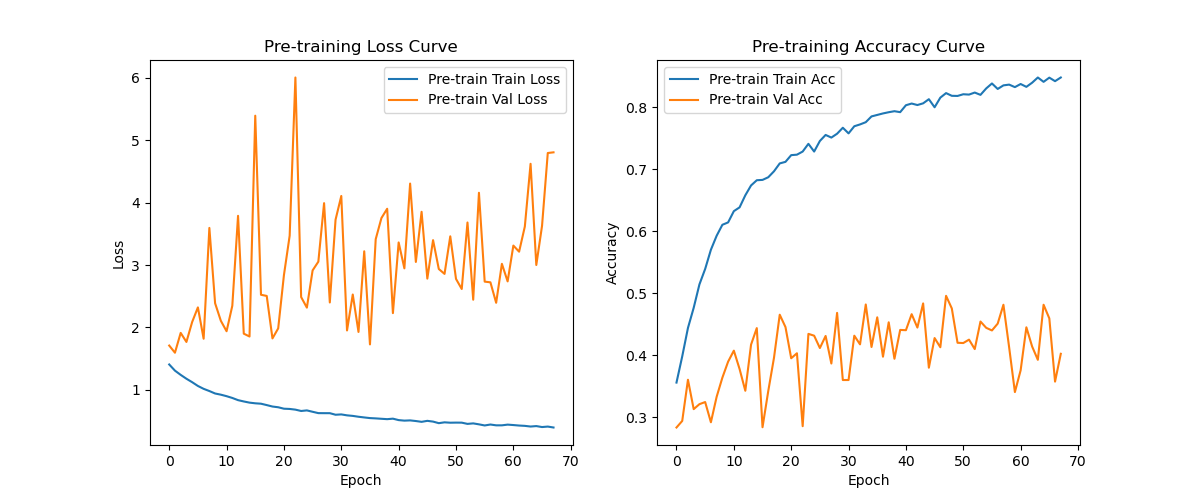 Pre-training Loss Curve
Pre-train Train Loss
Pre-train Val Loss
6
5
4
3
2
1
Loss
0 10 20 30 40 50 60 70
Epoch
Pre-training Accuracy Curve
Pre-train Train Acc
Pre-train Val Acc
0.8
0.7
0.6
0.5
0.4
0.3
Accuracy
0 10 20 30 40 50 60 70
Epoch